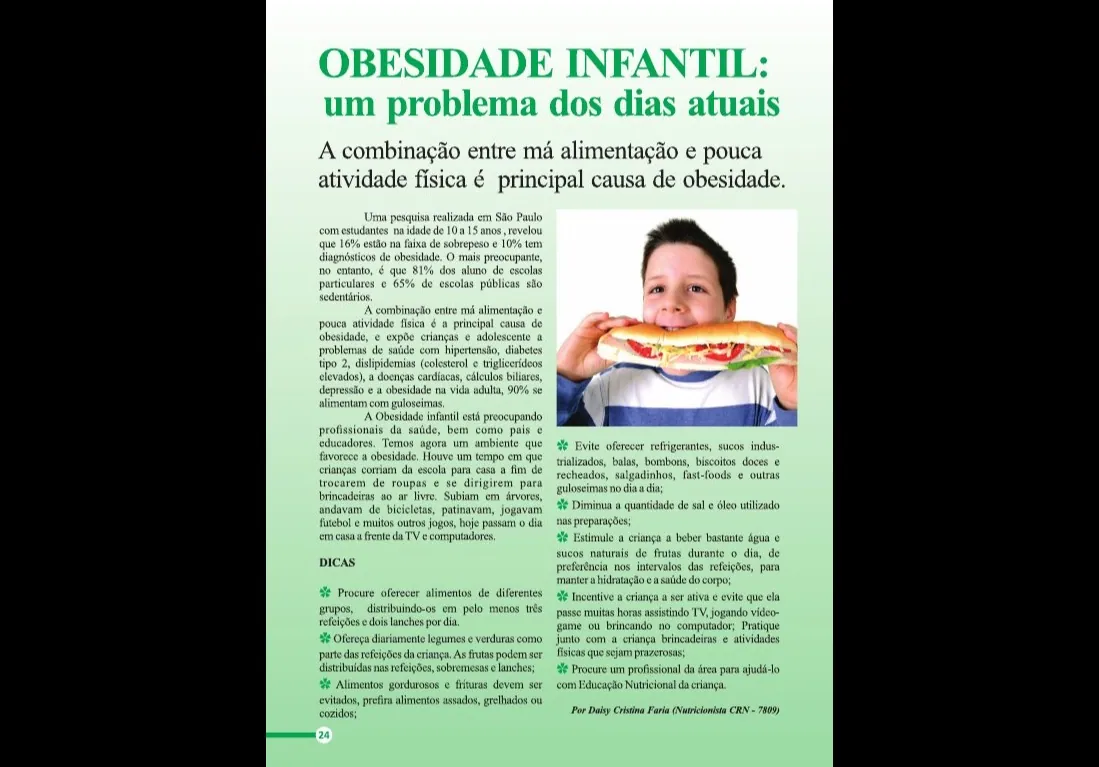 OBESIDADE INFANTIL:
um problema dos dias atuais
A combinação entre má alimentação e pouca
atividade física é principal causa de obesidade.
Uma pesquisa realizada em São Paulo
com estudantes na idade de 10 a 15 anos , revelou
que 16% estão na faixa de sobrepeso e 10% tem
diagnósticos de obesidade. O mais preocupante,
no entanto, é que 81% dos aluno de escolas
particulares e 65% de escolas públicas são
sedentários.
A combinação entre má alimentação e
pouca atividade física é a principal causa de
obesidade, e expõe crianças e adolescente a
problemas de saúde com hipertensão, diabetes
tipo 2, dislipidemias (colesterol e triglicerídeos
elevados), a doenças cardíacas, cálculos biliares,
depressão e a obesidade na vida adulta, 90% se
alimentam com guloseimas.
A Obesidade infantil está preocupando
profissionais da saúde, bem como pais e
educadores. Temos agora um ambiente que
favorece a obesidade. Houve um tempo em que
crianças corriam da escola para casa a fim de
trocarem de roupas e se dirigirem para
brincadeiras ao ar livre. Subiam em árvores,
andavam de bicicletas, patinavam, jogavam
futebol e muitos outros jogos, hoje passam o dia
em casa a frente da TV e computadores.
DICAS
Procure oferecer alimentos de diferentes
grupos, distribuindo-os em pelo menos três
refeições e dois lanches por dia.
Ofereça diariamente legumes e verduras como
parte das refeições da criança. As frutas podem ser
distribuídas nas refeições, sobremesas e lanches;
Alimentos gordurosos e frituras devem ser
evitados, prefira alimentos assados, grelhados ou
cozidos;
Evite oferecer refrigerantes, sucos indus-
trializados, balas, bombons, biscoitos doces e
recheados, salgadinhos, fast-foods e outras
guloseimas no dia a dia;
Diminua a quantidade de sal e óleo utilizado
nas preparações;
Estimule a criança a beber bastante água e
sucos naturais de frutas durante o dia, de
preferência nos intervalos das refeições, para
manter a hidratação e a saúde do corpo;
Incentive a criança a ser ativa e evite que ela
passe muitas horas assistindo TV, jogando vídeo-
game ou brincando no computador; Pratique
junto com a criança brincadeiras e atividades
físicas que sejam prazerosas;
Procure um profissional da área para ajudá-lo
com Educação Nutricional da criança.
Por Daisy Cristina Faria (Nutricionista CRN - 7809)
24